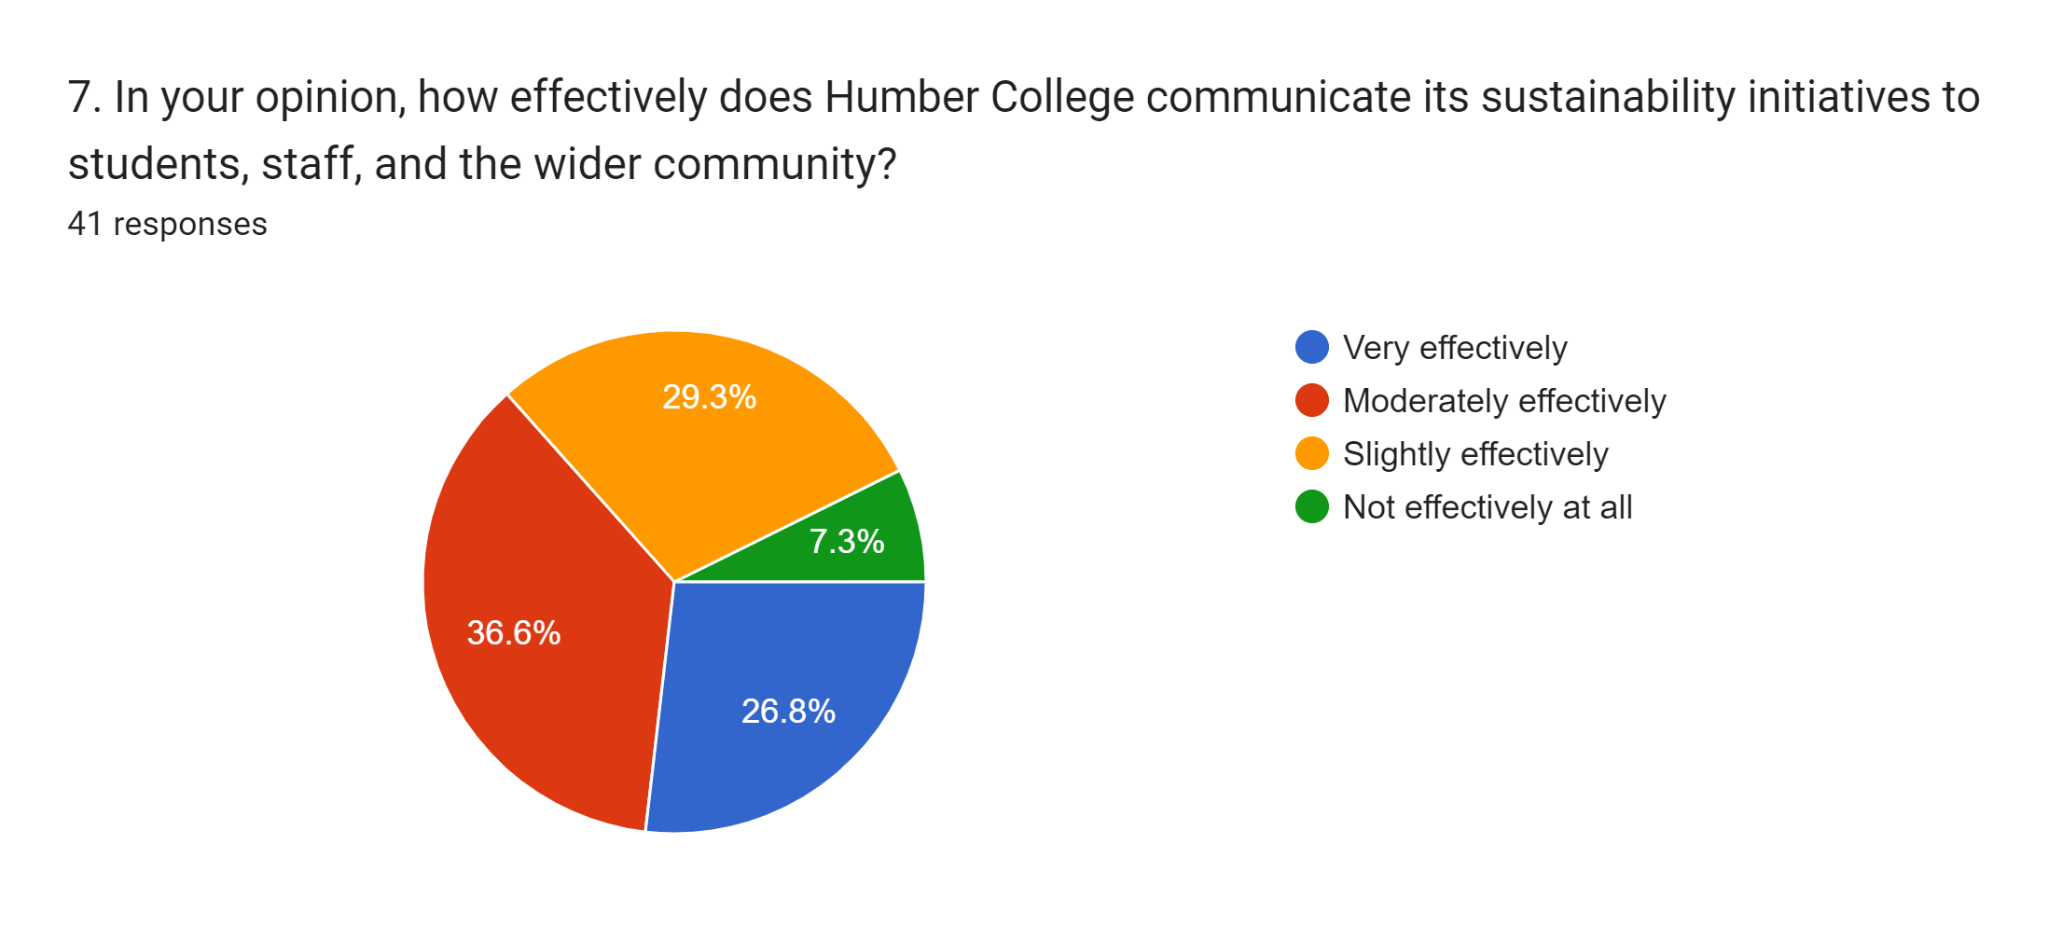 7. In your opinion, how effectively does Humber College communicate its sustainability initiatives to
students, staff, and the wider community?
41 responses
29.3%
7.3%
36.6%
26.8%
Very effectively
Moderately effectively
Slightly effectively
Not effectively at all